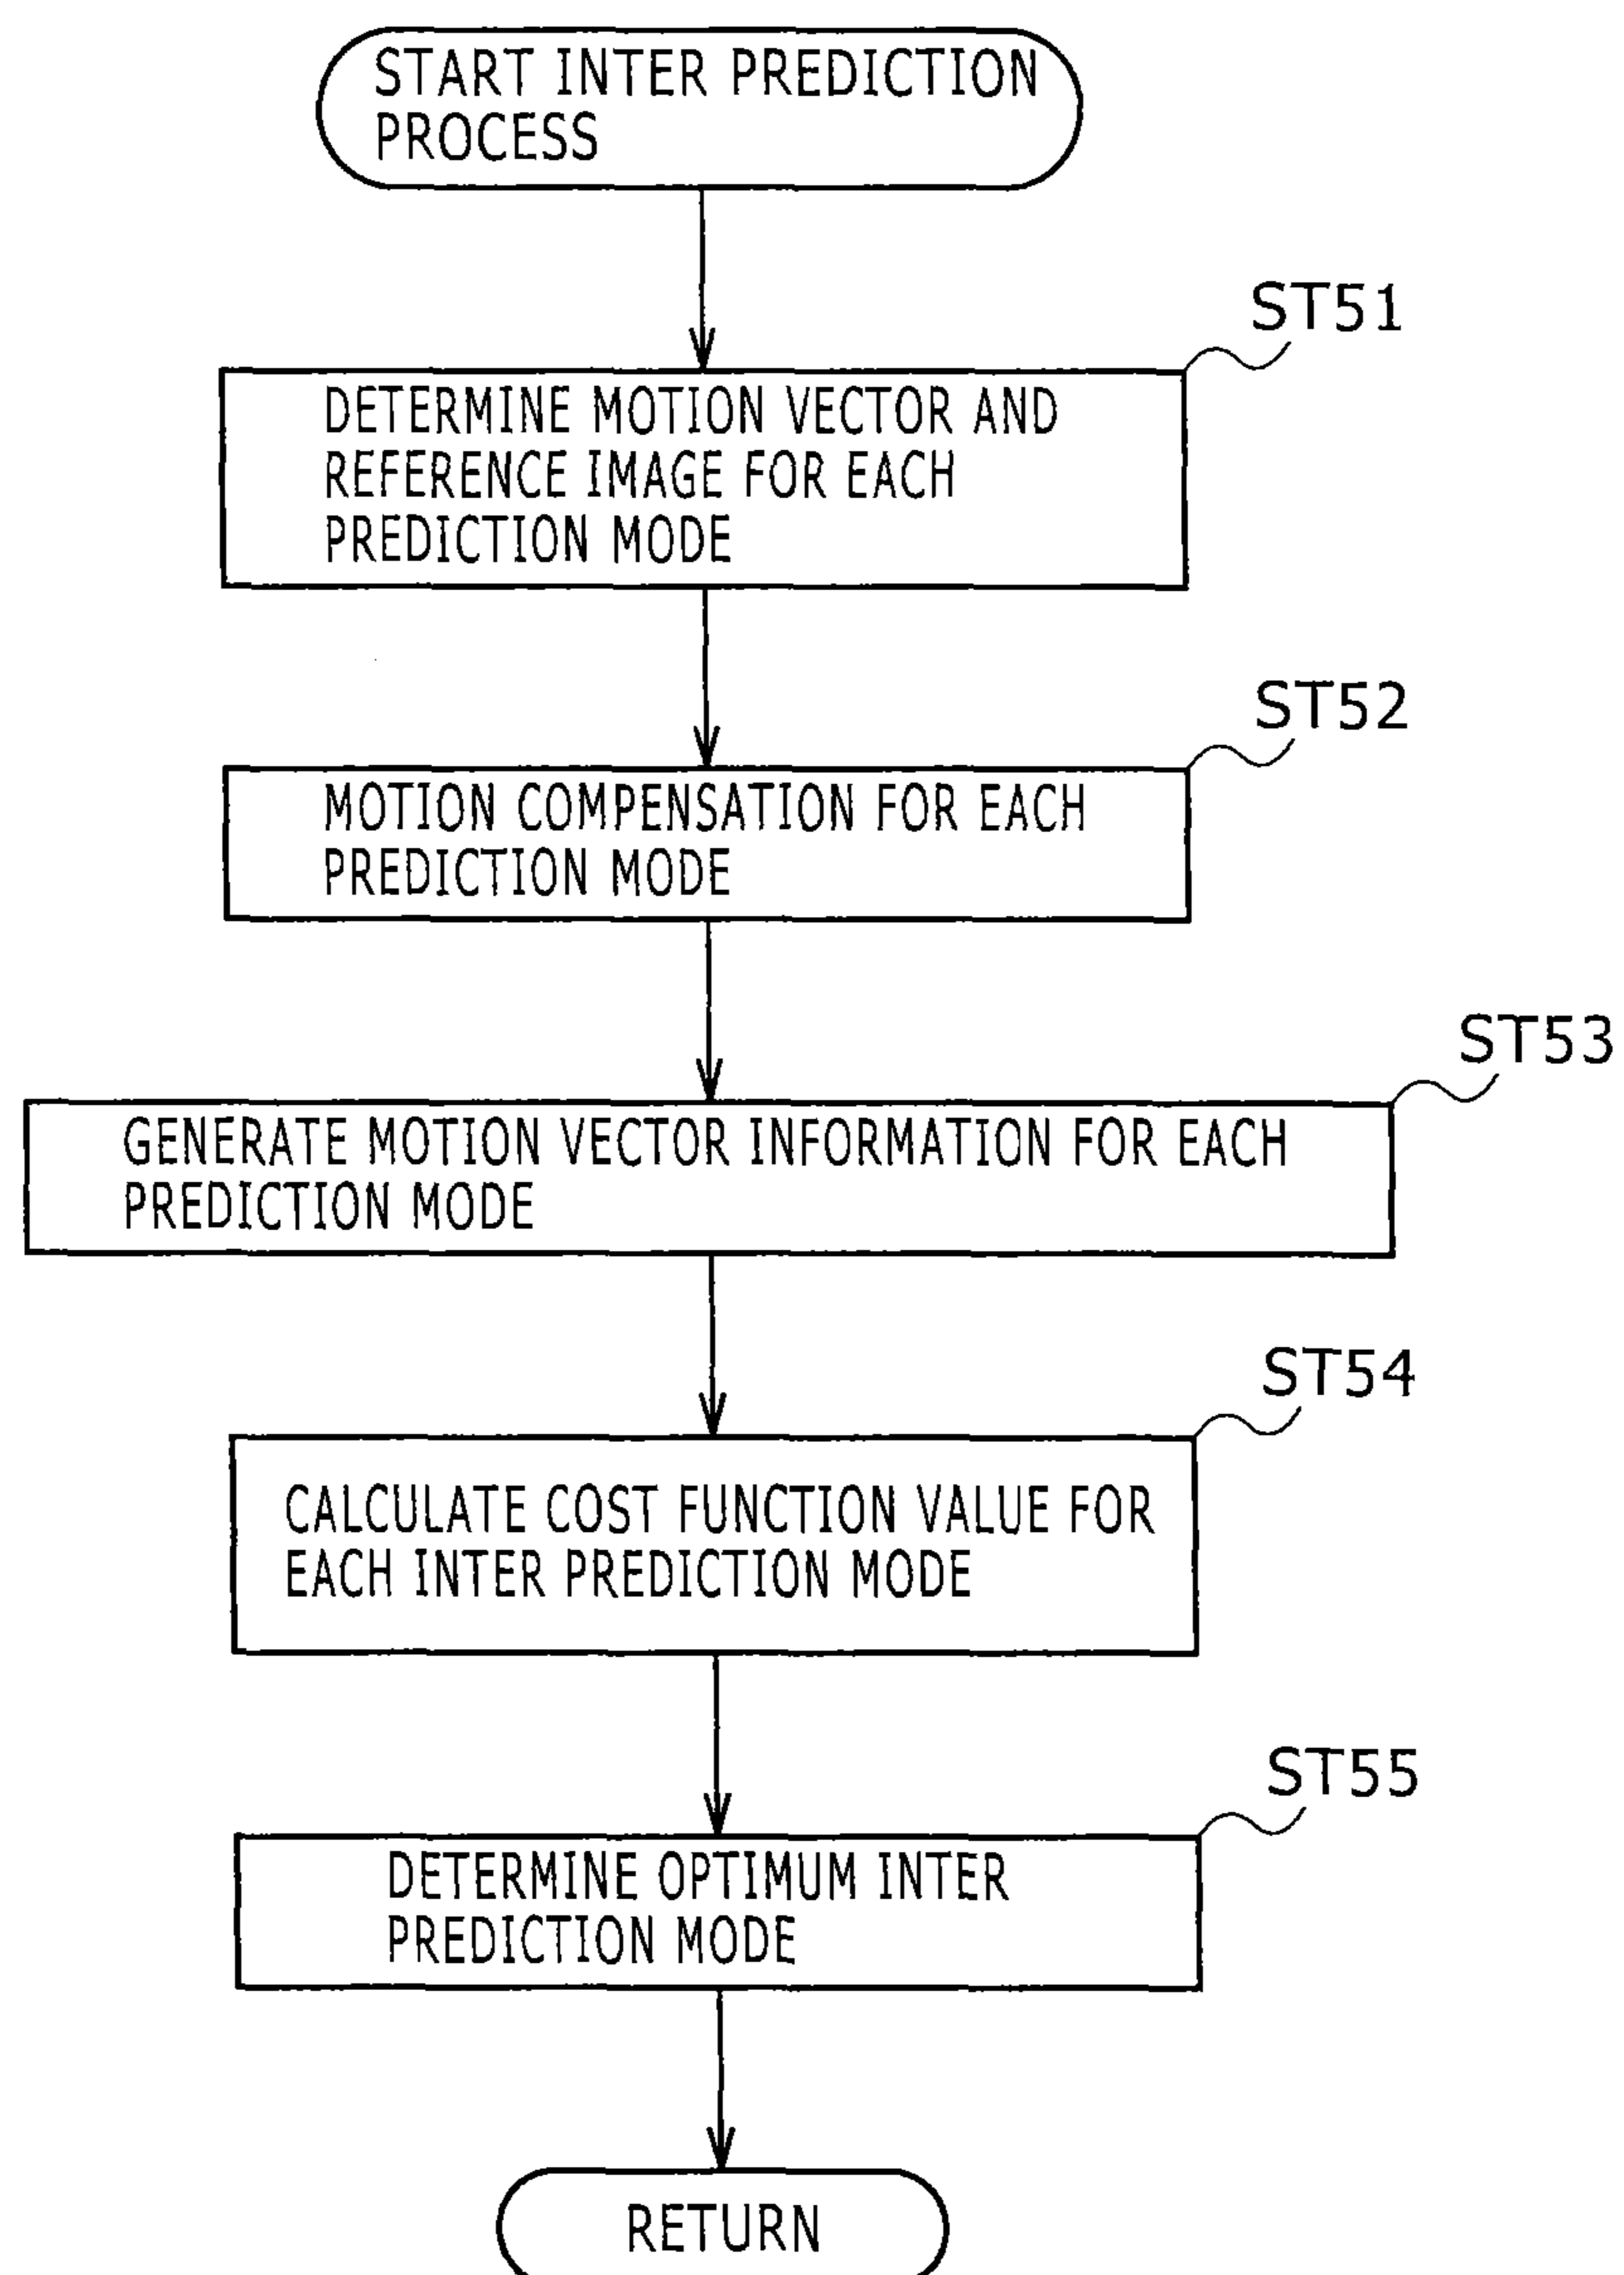 START INTER PREDICTION
PROCESS
ST51
DETERMINE MOTION VECTOR AND
REFERENCE IMAGE FOR EACH
PREDICTION MODE
ST52
MOTION COMPENSATION FOR EACH
PREDICTION MODE
ST53
GENERATE MOTION VECTOR INFORMATION FOR EACH
PREDICTION MODE
ST54
CALCULATE COST FUNCTION VALUE FOR
EACH INTER PREDICTION MODE
ST55
DETERMINE OPTIMUM INTER
PREDICTION MODE
RETURN